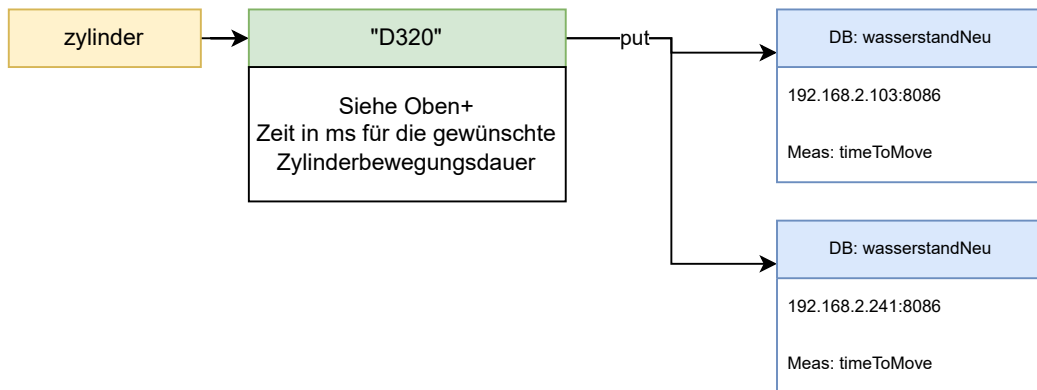 zylinder
"D320"
Siehe Oben+
Zeit in ms für die gewünschte
Zylinderbewegungsdauer
put
DB: wasserstandNeu
192.168.2.103:8086
Meas: timeToMove
DB: wasserstandNeu
192.168.2.241:8086
Meas: timeToMove